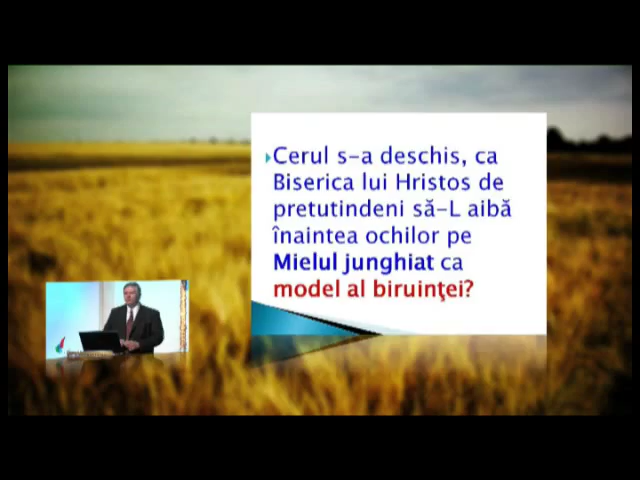 Cerul s-a deschis, ca
Biserica lui Hristos de
pretutindeni să-L aibă
înaintea ochilor pe
Mielul junghiat ca
model al biruinţei?